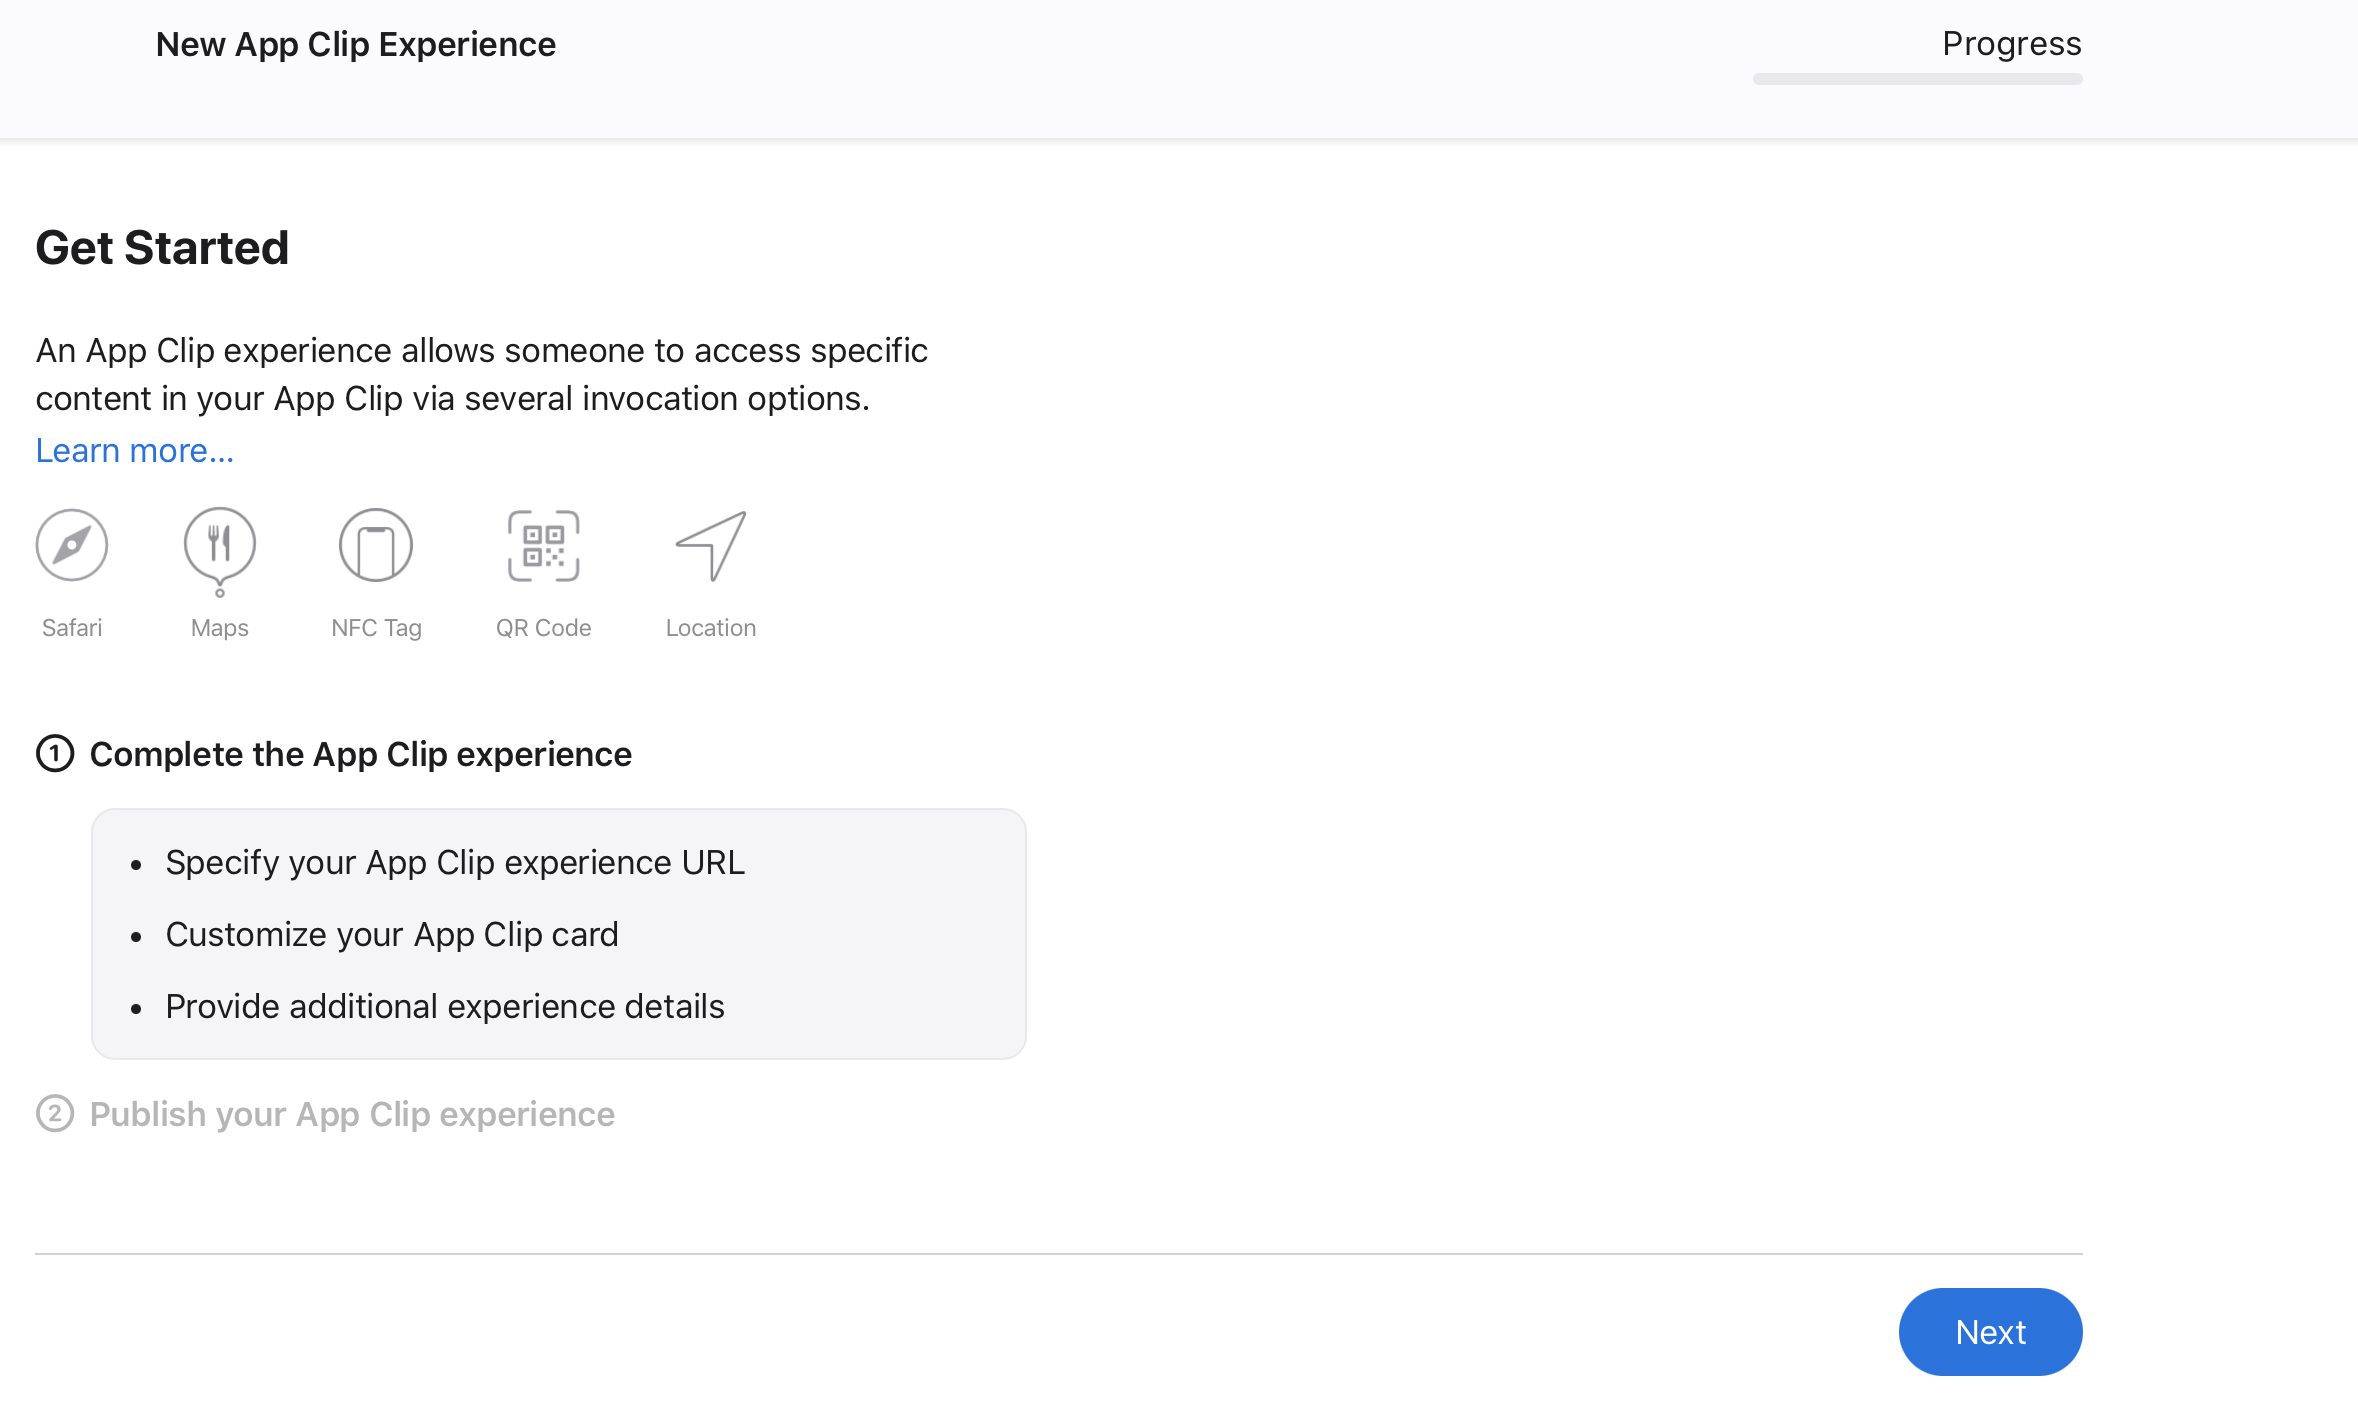 New App Clip Experience
Progress
Get Started
An App Clip experience allows someone to access specific
content in your App Clip via several invocation options.
Learn more...
Safari
Maps
NFC Tag
QR Code
Location
1 Complete the App Clip experience
• Specify your App Clip experience URL
• Customize your App Clip card
• Provide additional experience details
2 Publish your App Clip experience
Next